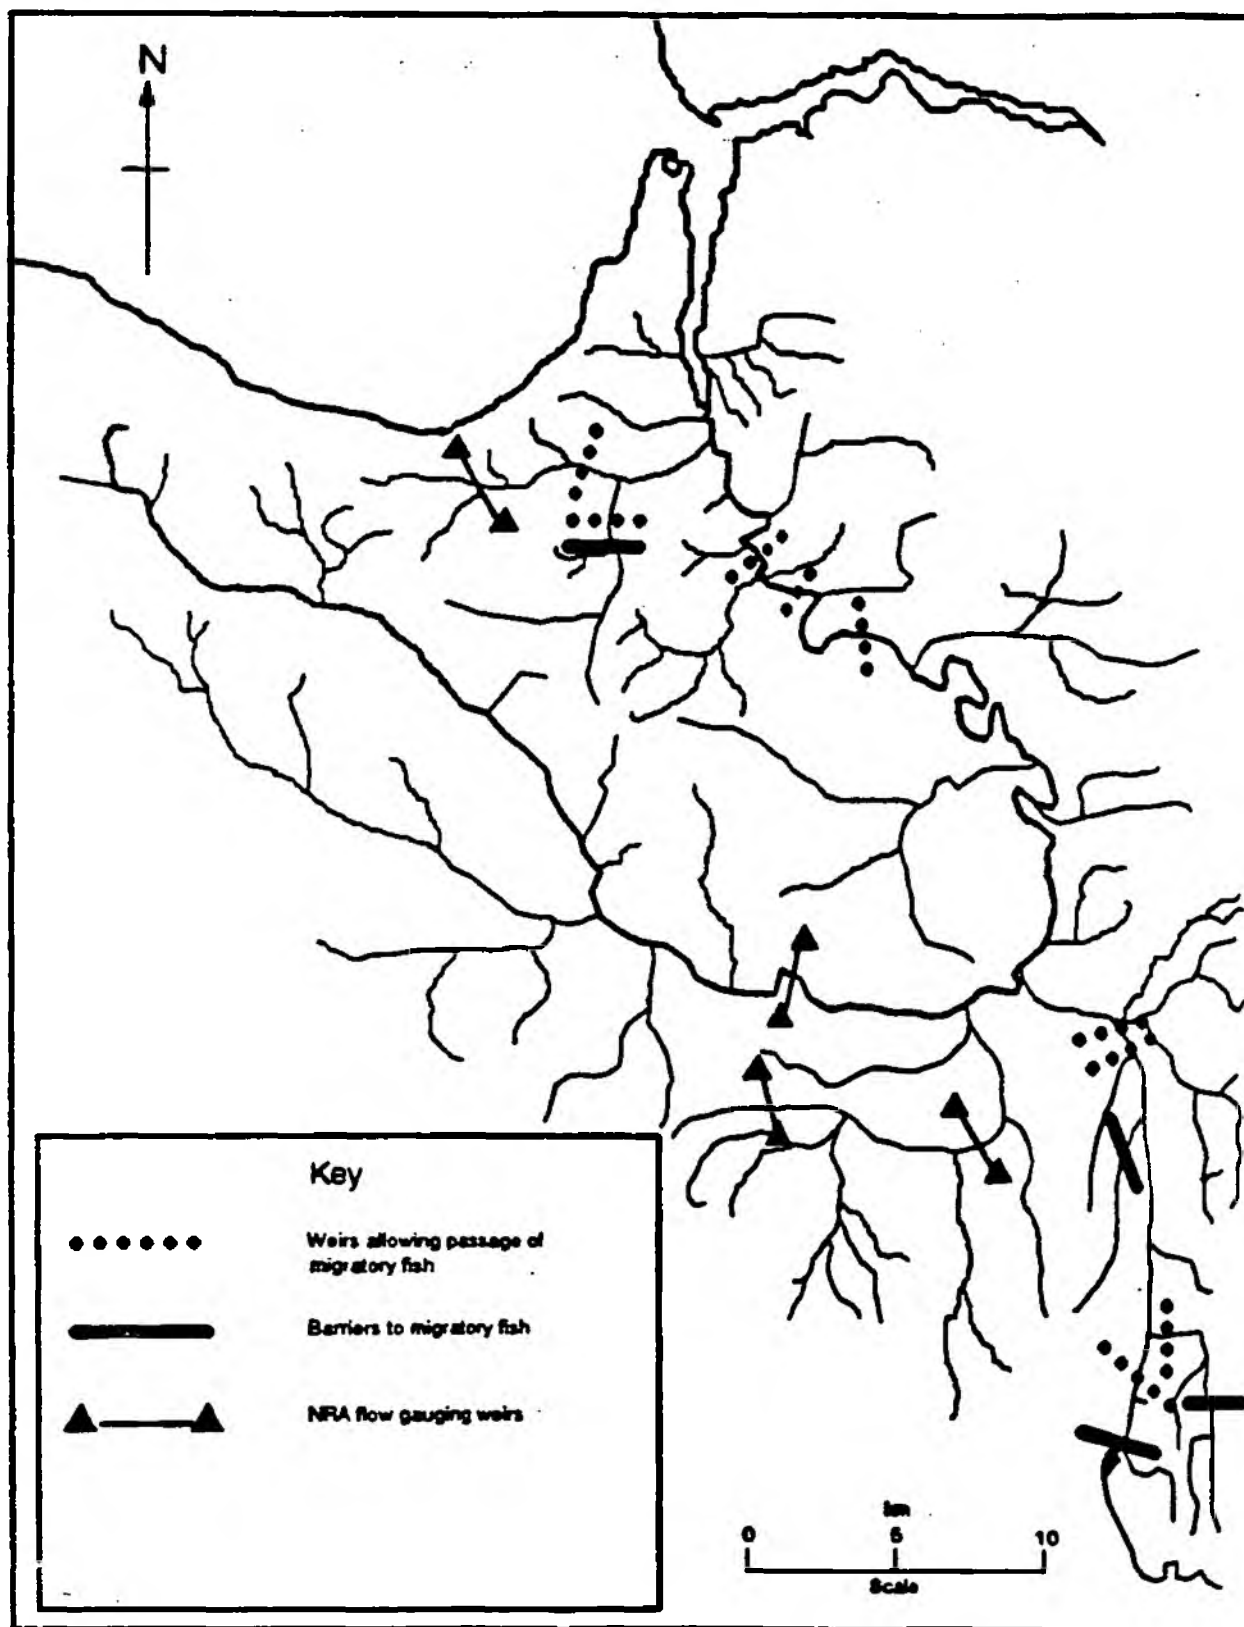 N
Key
Weirs allowing passage of
migratory fish
Barriers to migratory fish
NRA flow gauging weirs
km
0 5 10
Scale